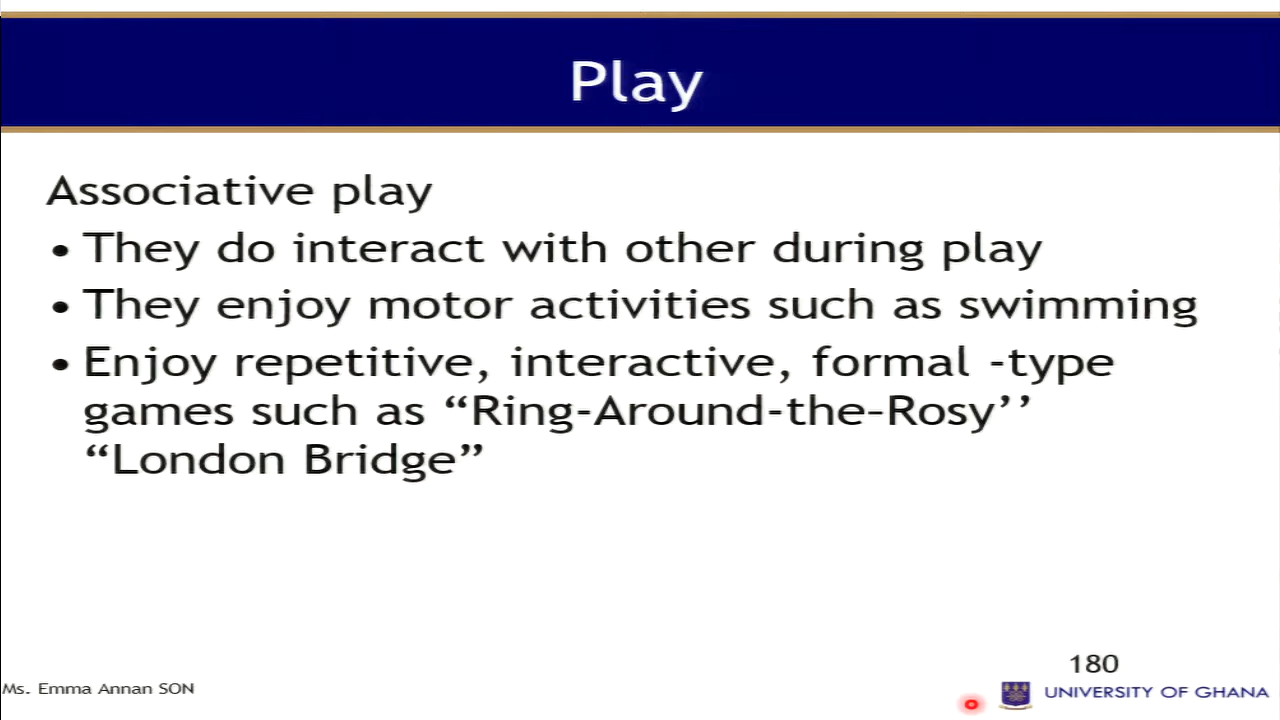 Play
Associative play
• They do interact with other during play
• They enjoy motor activities such as swimming
• Enjoy repetitive, interactive, formal -type
games such as “Ring-Around-the-Rosy’’
“London Bridge”
180
Ms. Emma Annan SON
UNIVERSITY OF GHANA